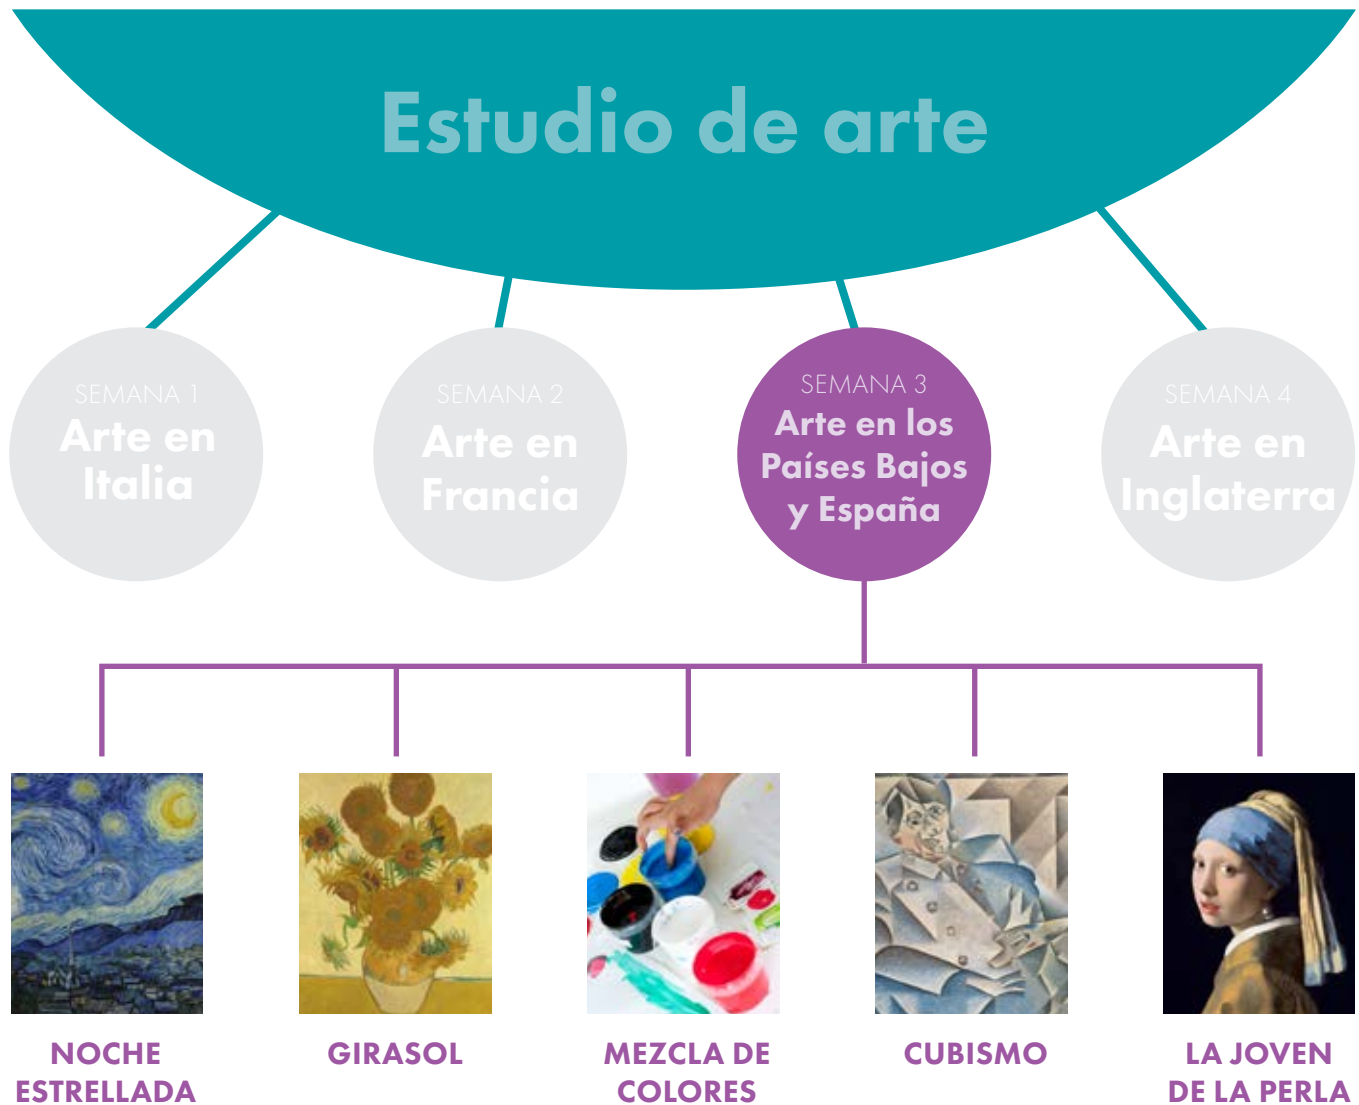 Estudio de arte
SEMANA 1
Arte en
Italia
SEMANA 2
Arte en
Francia
SEMANA 3
Arte en los
Países Bajos
y España
SEMANA 4
Arte en
Inglaterra
NOCHE
ESTRELLADA
GIRASOL
MEZCLA DE
COLORES
CUBISMO
LA JOVEN
DE LA PERLA